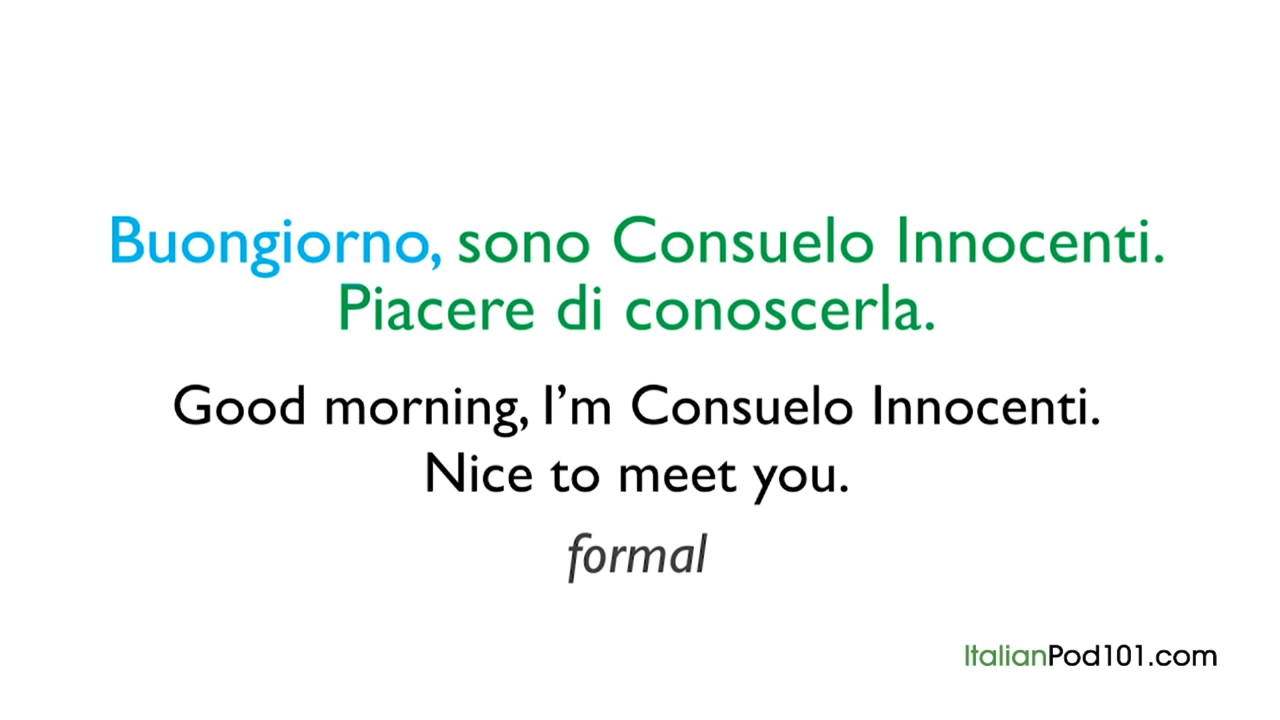 Buongiorno, sono Consuelo Innocenti.
Piacere di conoscerla.
Good morning, I’m Consuelo Innocenti.
Nice to meet you.
formal
ItalianPod101.com